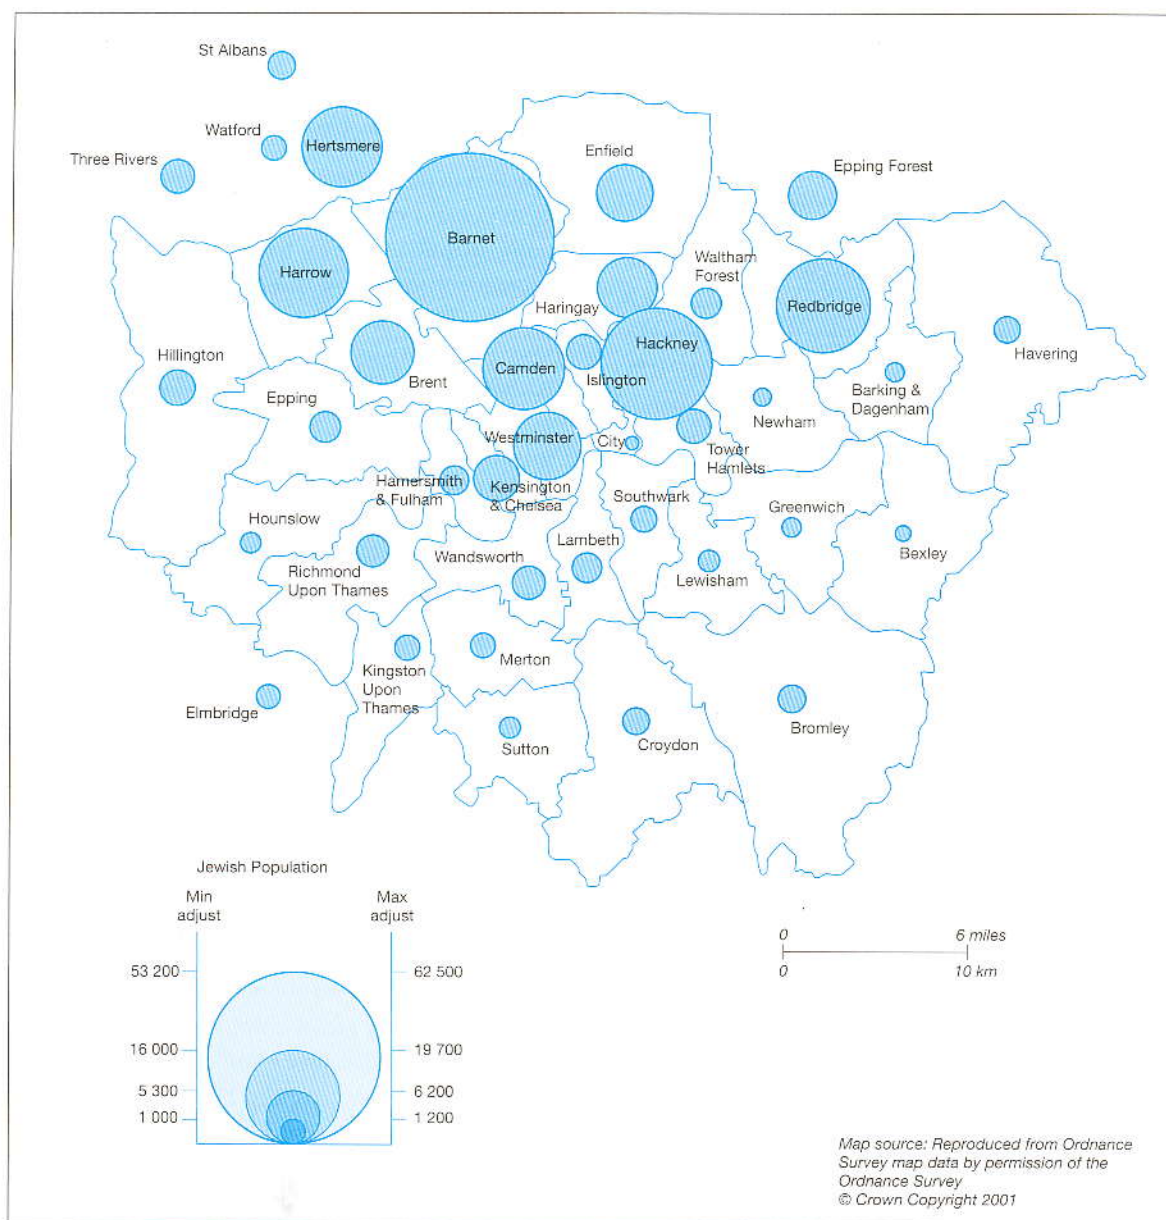 St Albans
Watford
Hertsmere
Three Rivers
Enfield
Epping Forest
Barnet
Harrow
Waltham
Forest
Haringay
Redbridge
Hillington
Brent
Camden
Islington
Hackney
Havering
Epping
Barking &
Dagenham
Newham
Westminster
City
Tower
Hamlets
Hamersmith
& Fulham
Kensington
& Chelsea
Southwark
Greenwich
Hounslow
Wandsworth
Lambeth
Bexley
Richmond
Upon Thames
Lewisham
Merton
Kingston
Upon
Thames
Elmbridge
Sutton
Croydon
Bromley
Jewish Population
Min
adjust
Max
adjust
53 200
62 500
16 000
19 700
5 300
6 200
1 000
1 200
0 6 miles
0 10 km
Map source: Reproduced from Ordnance
Survey map data by permission of the
Ordnance Survey
© Crown Copyright 2001